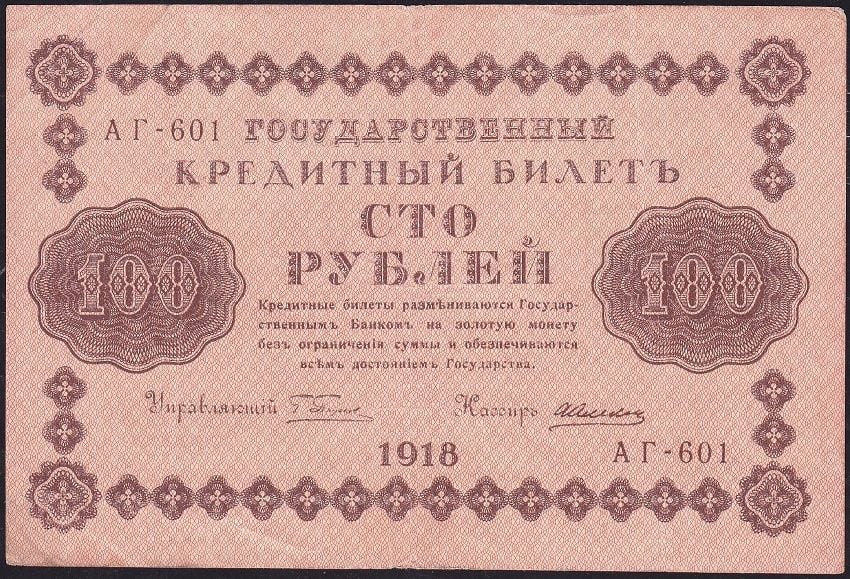 АГ-601 ГОСУДАРСТВЕННЫЙ
КРЕДИТНЫЙ БИЛЕТЪ
СТО
РУБЛЕЙ
100 100
Кредитные билеты размѣниваются Государ-
ственнымъ Банкомъ на золотую монету
безъ ограниченія суммы и обезпечиваются
всѣмъ достояніемъ Государства.
Управляющій Кассиръ
1918 АГ-601